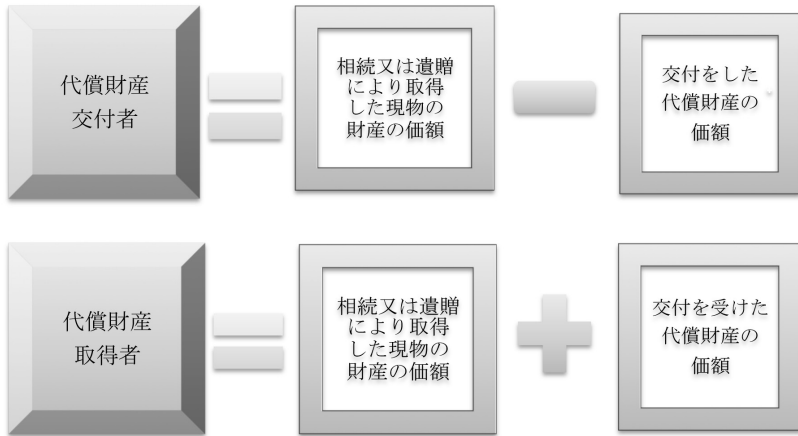 代償財産
交付者
相続又は遺贈
により取得
した現物の
財産の価額
交付をした
代償財産の
価額
代償財産
取得者
相続又は遺贈
により取得
した現物の
財産の価額
交付を受けた
代償財産の
価額